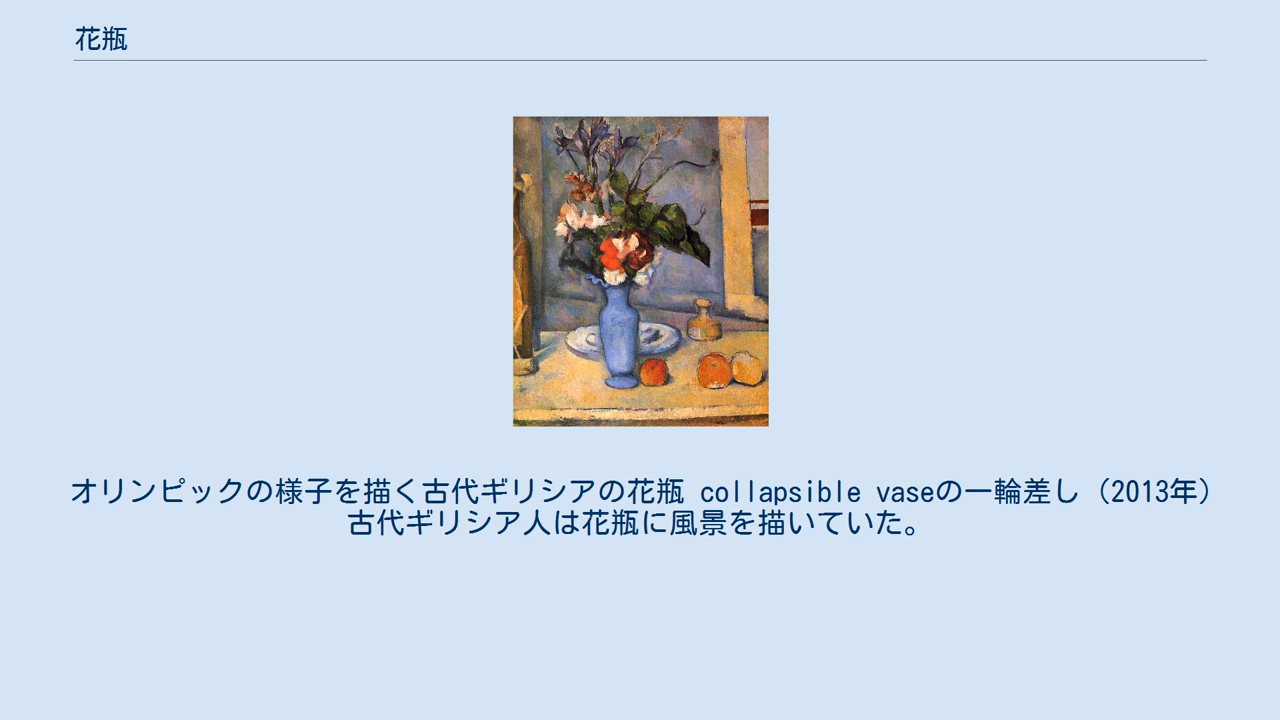 花瓶
オリンピックの様子を描く古代ギリシアの花瓶 collapsible vaseの一輪差し（2013年）
古代ギリシア人は花瓶に風景を描いていた。